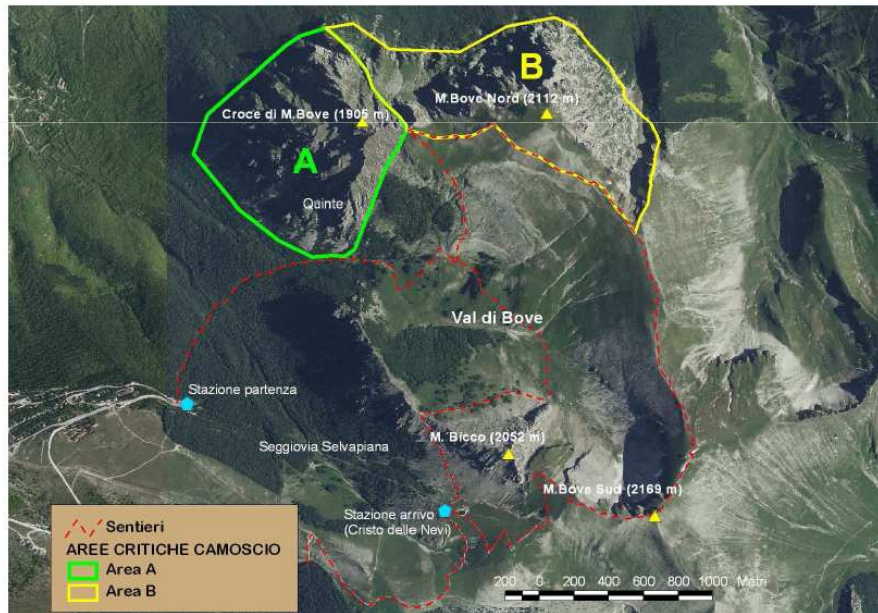 B
M.Bove Nord (2112 m)
Croce di M.Bove (1905 m)
A
Quinte
Val di Bove
Stazione partenza
M. Bicco (2052 m)
Seggiovia Selvapiana
M.Bove Sud (2169 m)
Stazione arrivo
(Cristo delle Nevi)
Sentieri
AREE CRITICHE CAMOSCIO
Area A
Area B
200 0 200 400 600 800 1000 Metri